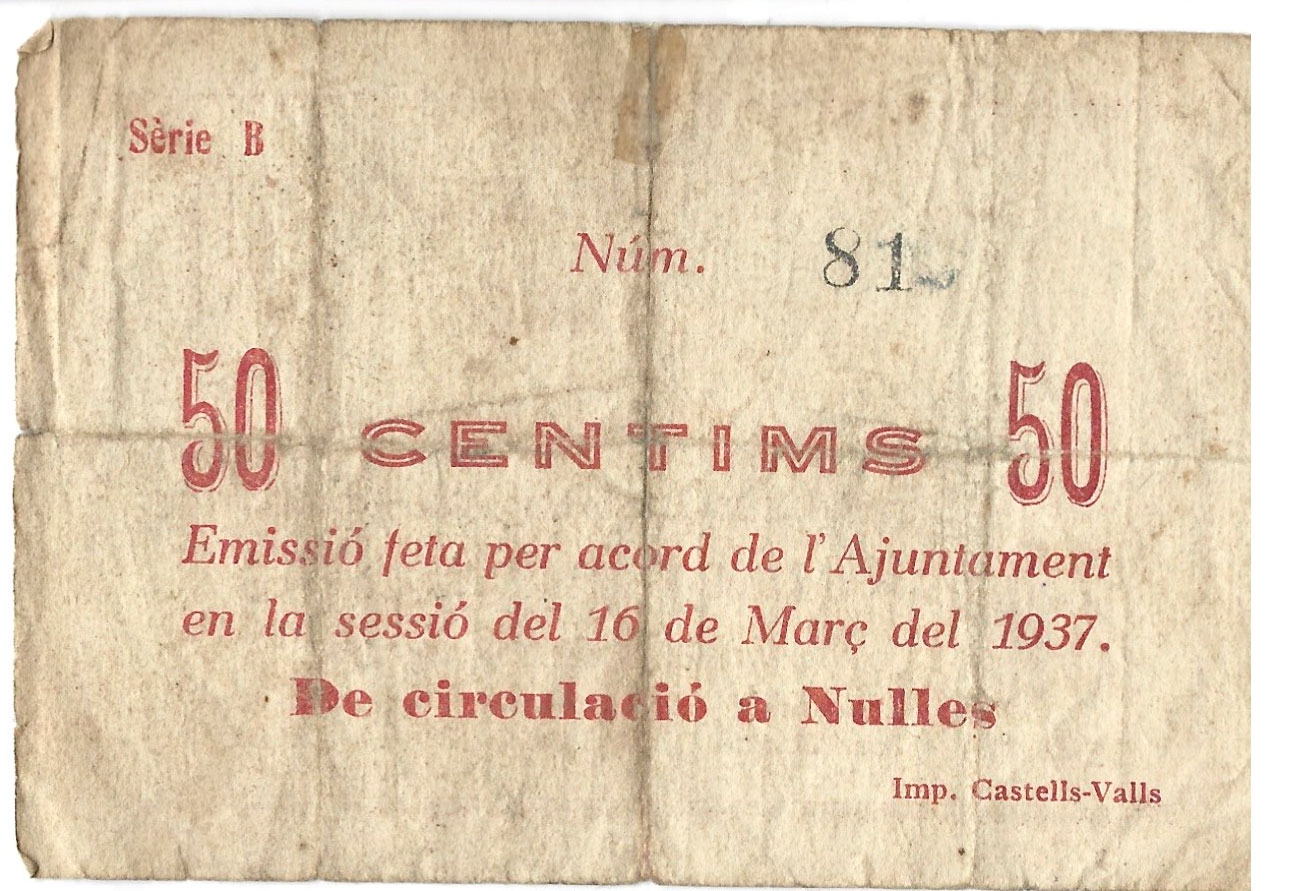 Sèrie B
Núm. 81
50 CENTIMS 50
Emissió feta per acord de l'Ajuntament
en la sessió del 16 de Març del 1937.
De circulació a Nulles
Imp. Castells-Valls